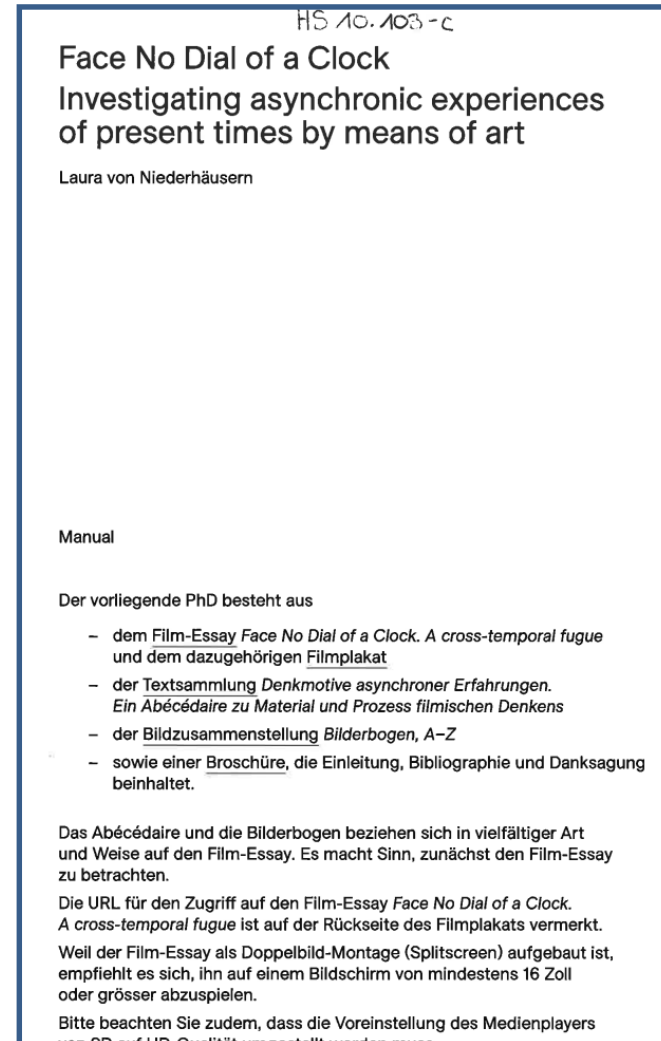 HS 10.103-c
Face No Dial of a Clock
Investigating asynchronic experiences
of present times by means of art
Laura von Niederhäusern
Manual
Der vorliegende PhD besteht aus
– dem Film-Essay Face No Dial of a Clock. A cross-temporal fugue
und dem dazugehörigen Filmplakat
– der Textsammlung Denkmotive asynchroner Erfahrungen.
Ein Abécédaire zu Material und Prozess filmischen Denkens
– der Bildzusammenstellung Bilderbogen, A–Z
– sowie einer Broschüre, die Einleitung, Bibliographie und Danksagung
beinhaltet.
Das Abécédaire und die Bilderbogen beziehen sich in vielfältiger Art
und Weise auf den Film-Essay. Es macht Sinn, zunächst den Film-Essay
zu betrachten.
Die URL für den Zugriff auf den Film-Essay Face No Dial of a Clock.
A cross-temporal fugue ist auf der Rückseite des Filmplakats vermerkt.
Weil der Film-Essay als Doppelbild-Montage (Splitscreen) aufgebaut ist,
empfiehlt es sich, ihn auf einem Bildschirm von mindestens 16 Zoll
oder grösser abzuspielen.
Bitte beachten Sie zudem, dass die Voreinstellung des Medienplayers